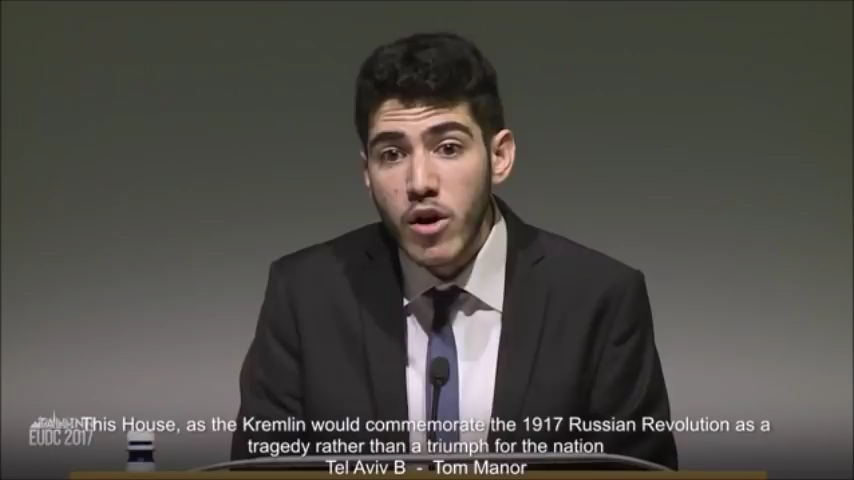 This House, as the Kremlin would commemorate the 1917 Russian Revolution as a
tragedy rather than a triumph for the nation
Tel Aviv B - Tom Manor
TALLINN
EUDC 2017